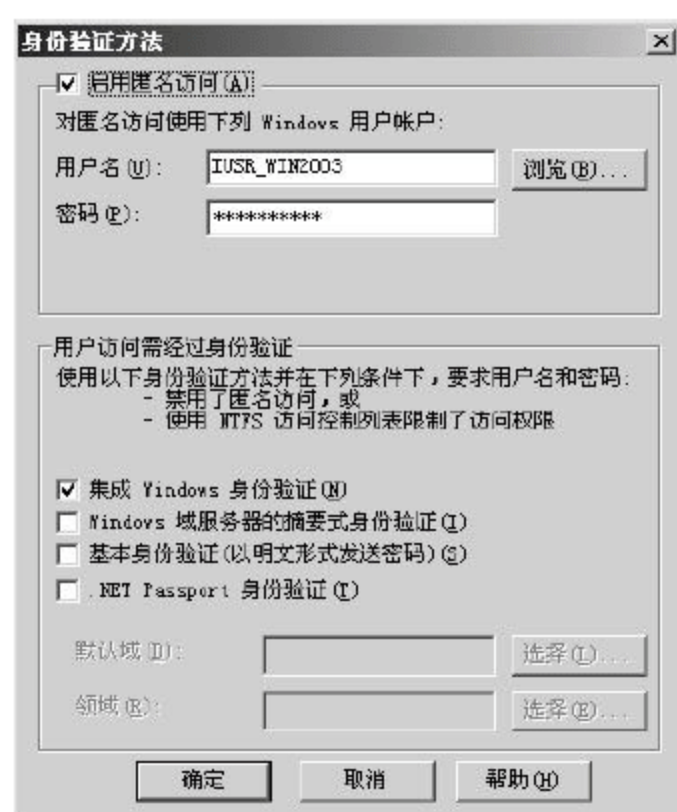 身份验证方法
启用匿名访问(A)
对匿名访问使用下列 Windows 用户帐户:
用户名(U): IUSR_WIN2003 浏览(B)...
密码(P): **********
用户访问需经过身份验证
使用以下身份验证方法并在下列条件下，要求用户名和密码:
- 禁用了匿名访问，或
- 使用 NTFS 访问控制列表限制了访问权限
集成 Windows 身份验证(N)
Windows 域服务器的摘要式身份验证(I)
基本身份验证(以明文形式发送密码)(S)
.NET Passport 身份验证(T)
默认域(D): 选择(L)...
领域(R): 选择(E)...
确定 取消 帮助(H)